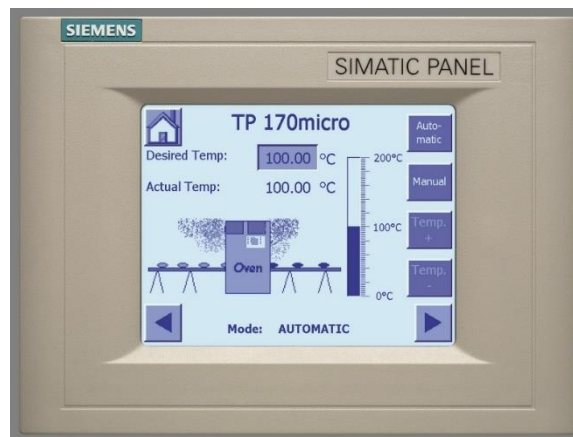 SIEMENS
SIMATIC PANEL
TP 170micro
Auto-
matic
Desired Temp: 100.00 °C
200°C
Actual Temp: 100.00 °C
Manual
100°C
Temp.
+
Oven
Temp.
-
0°C
Mode: AUTOMATIC